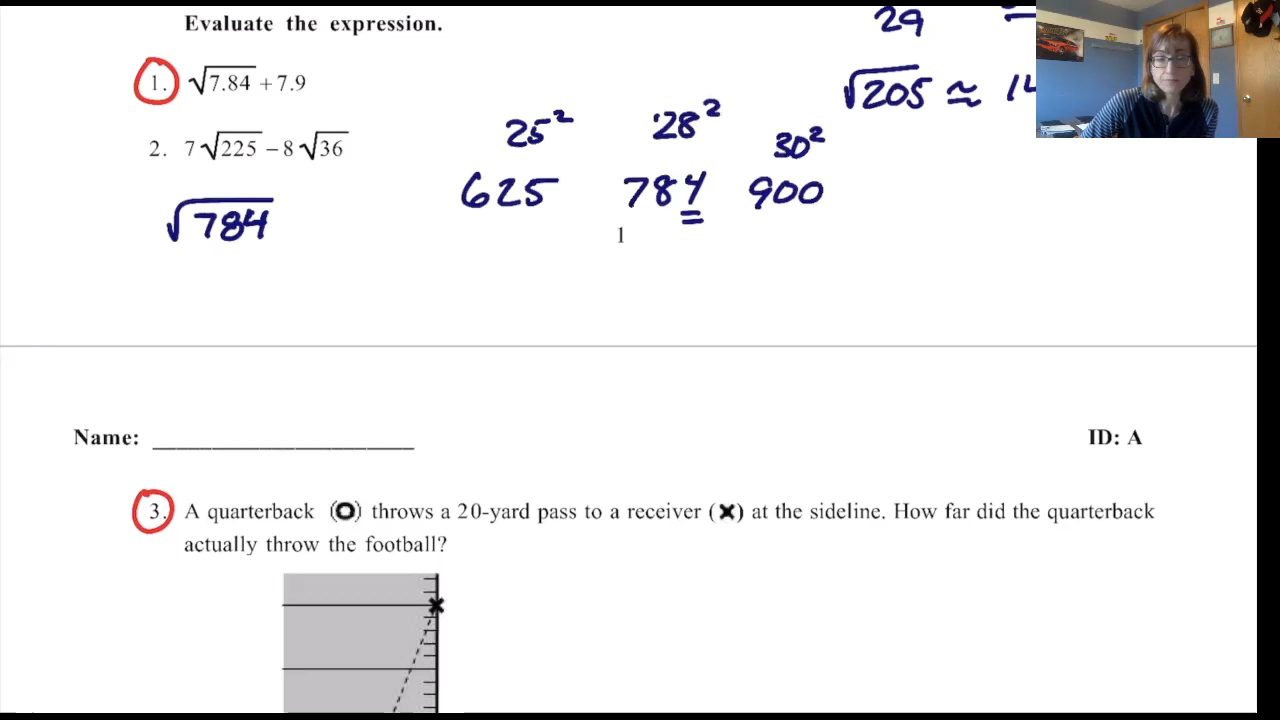 Evaluate the expression.
29
1. √7.84 + 7.9
√205 ≈ 14
25² 28² 30²
2. 7√225 − 8√36
625 784 900
√784
1
Name: ____________________ ID: A
3. A quarterback (O) throws a 20-yard pass to a receiver (✖) at the sideline. How far did the quarterback
actually throw the football?